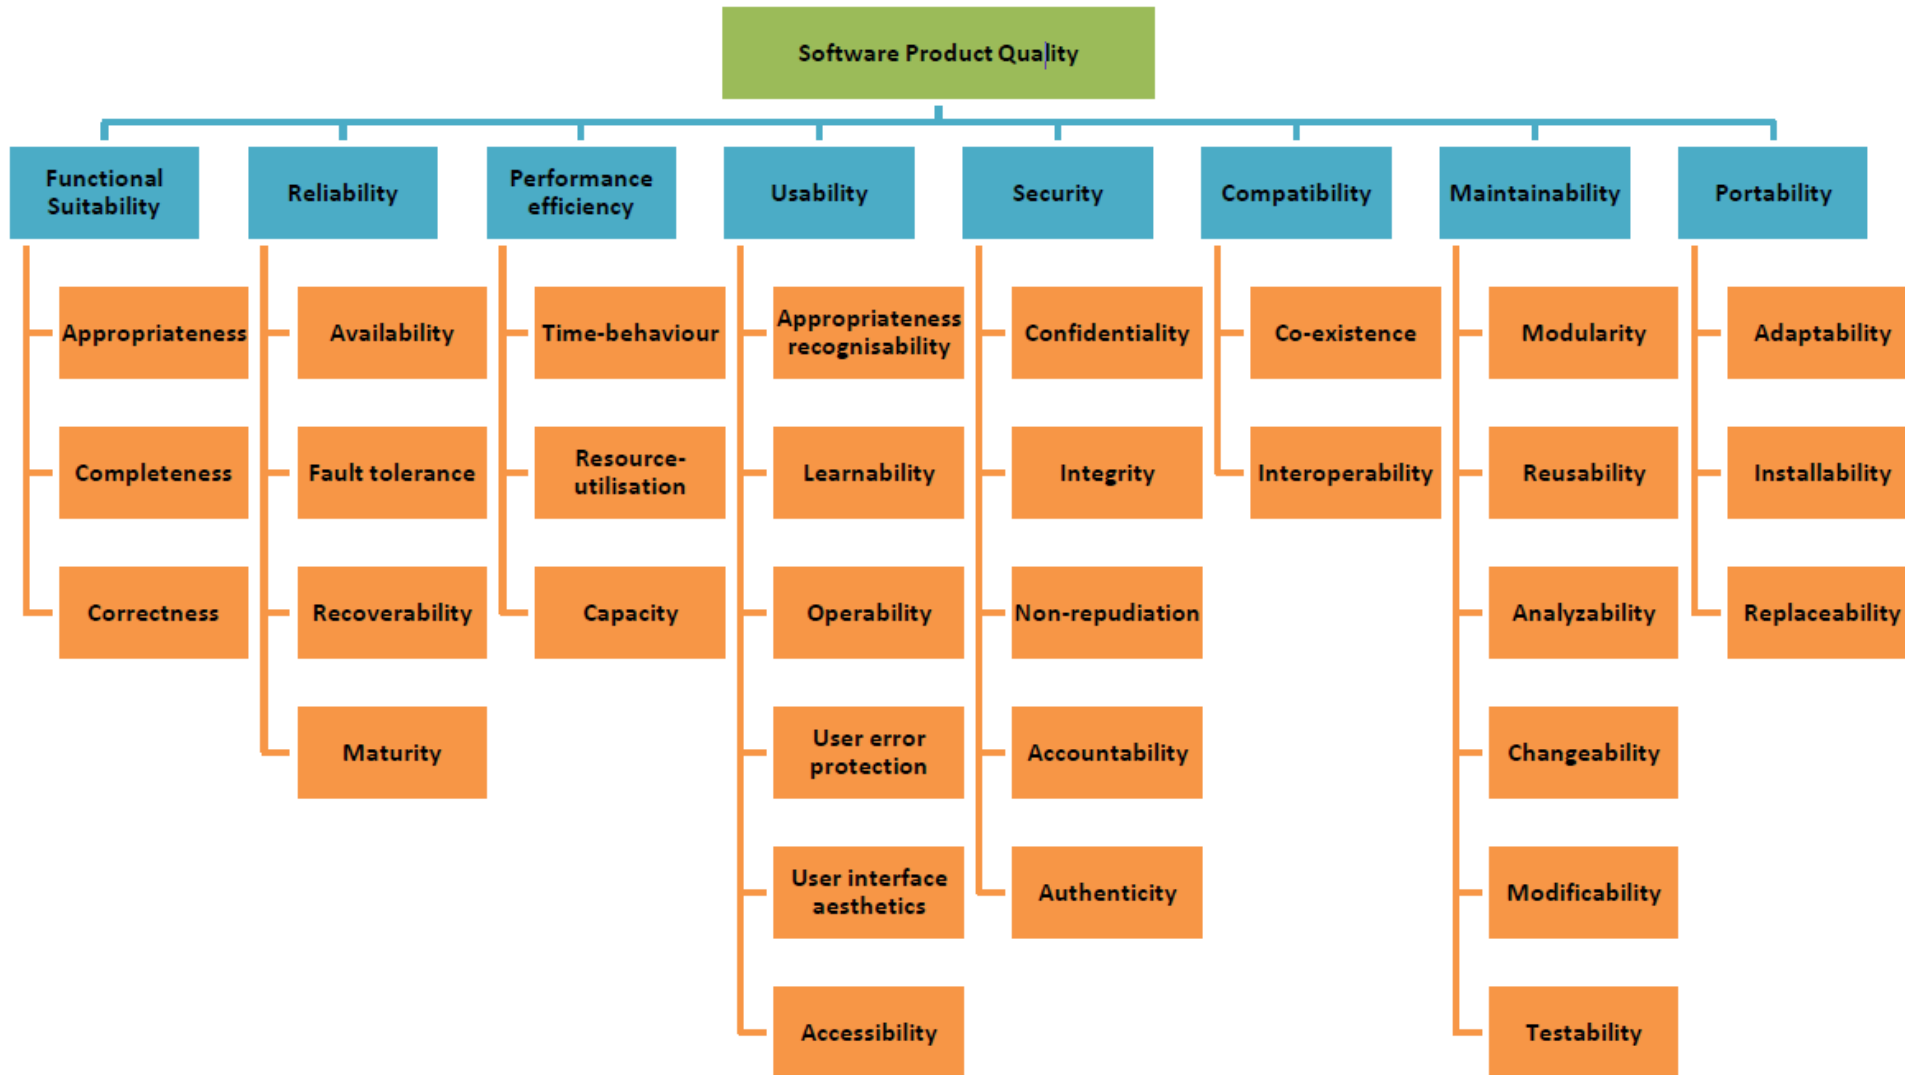 Software Product Quality
Functional
Suitability
Reliability
Performance
efficiency
Usability
Security
Compatibility
Maintainability
Portability
Appropriateness
Completeness
Correctness
Availability
Fault tolerance
Recoverability
Maturity
Time-behaviour
Resource-
utilisation
Capacity
Appropriateness
recognisability
Learnability
Operability
User error
protection
User interface
aesthetics
Accessibility
Confidentiality
Integrity
Non-repudiation
Accountability
Authenticity
Co-existence
Interoperability
Modularity
Reusability
Analyzability
Changeability
Modificability
Testability
Adaptability
Installability
Replaceability